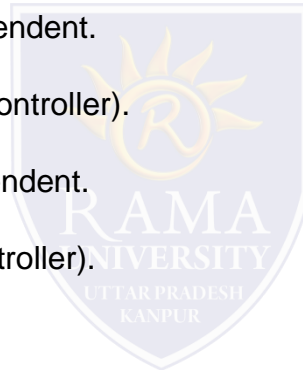 endent.
ontroller).
ndent.
troller).
R
RAMA
UNIVERSITY
UTTAR PRADESH
KANPUR